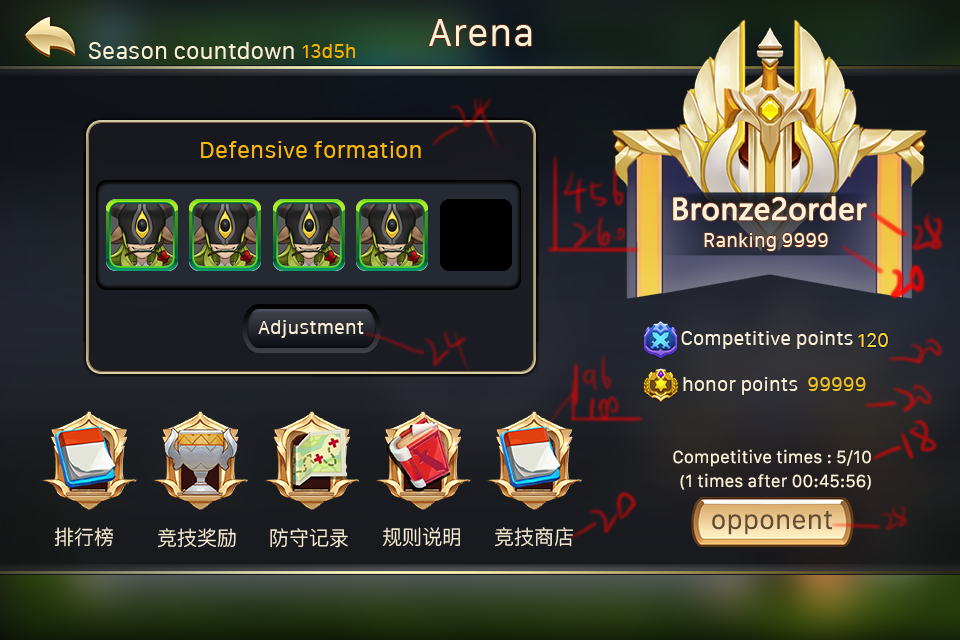 Arena
Season countdown 13d5h
Defensive formation
24
456
260
Bronze2order
28
Ranking 9999
20
Adjustment
24
Competitive points 120
20
96
100
honor points 99999
20
Competitive times : 5/10
18
(1 times after 00:45:56)
opponent
28
排行榜
竞技奖励
防守记录
规则说明
竞技商店
20